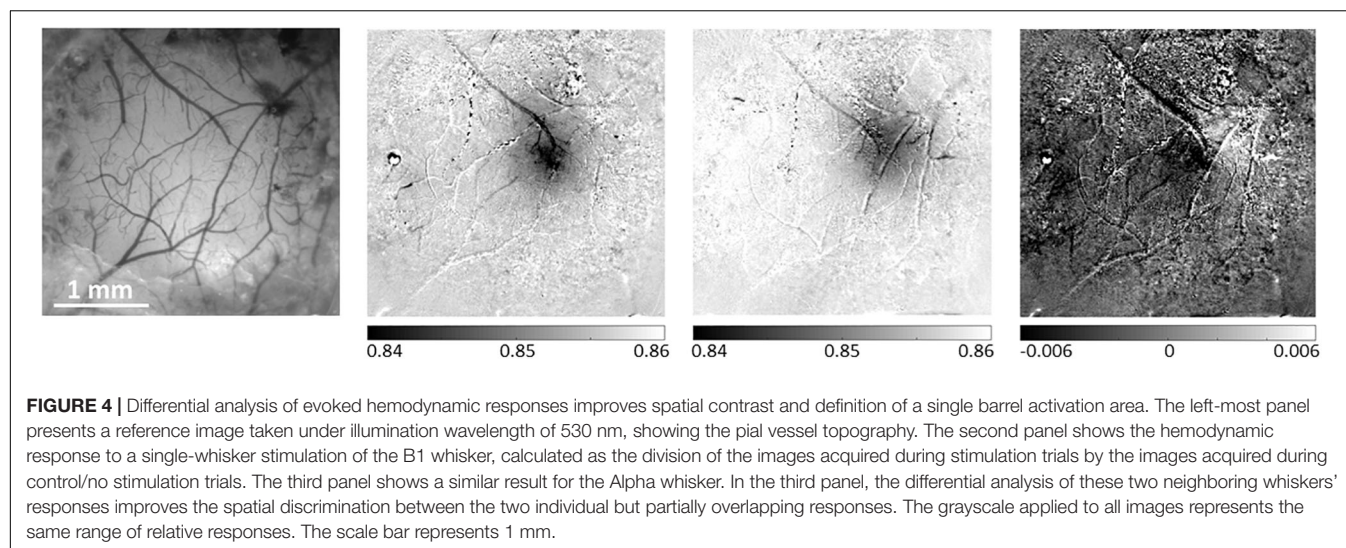 1 mm
0.84 0.85 0.86 0.84 0.85 0.86 -0.006 0 0.006
FIGURE 4 | Differential analysis of evoked hemodynamic responses improves spatial contrast and definition of a single barrel activation area. The left-most panel
presents a reference image taken under illumination wavelength of 530 nm, showing the pial vessel topography. The second panel shows the hemodynamic
response to a single-whisker stimulation of the B1 whisker, calculated as the division of the images acquired during stimulation trials by the images acquired during
control/no stimulation trials. The third panel shows a similar result for the Alpha whisker. In the third panel, the differential analysis of these two neighboring whiskers'
responses improves the spatial discrimination between the two individual but partially overlapping responses. The grayscale applied to all images represents the
same range of relative responses. The scale bar represents 1 mm.